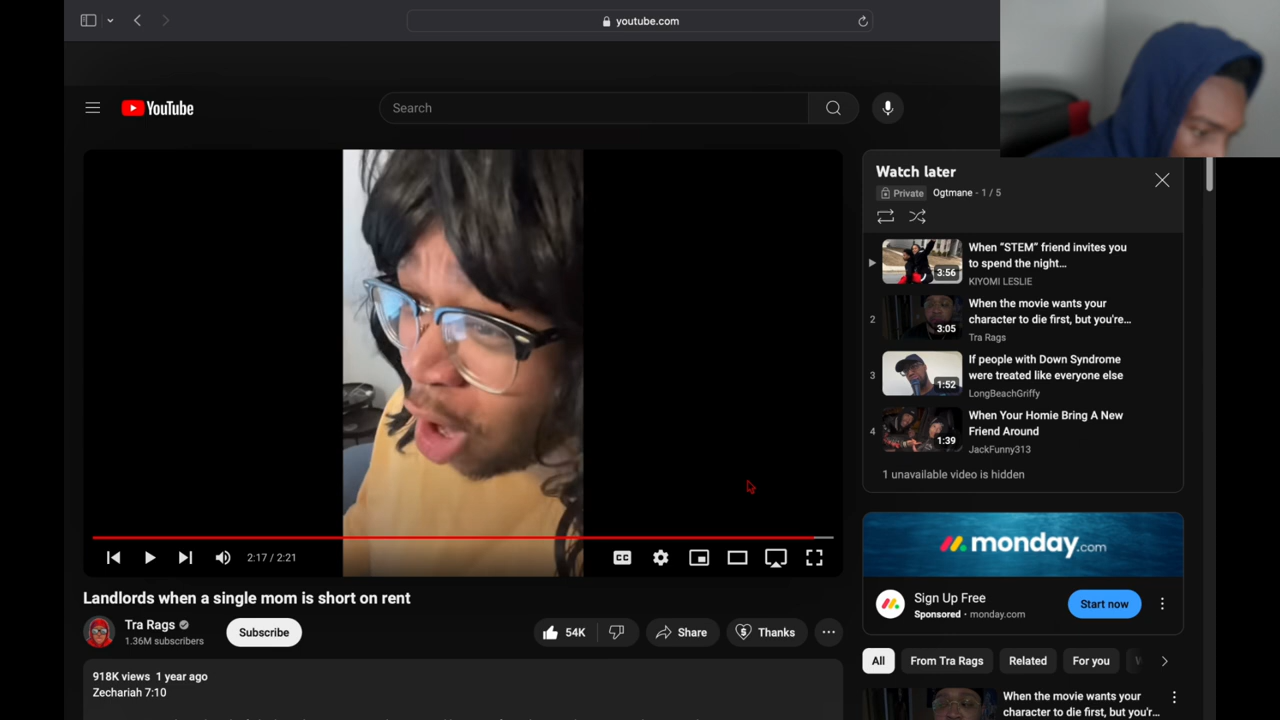 youtube.com
YouTube
Search
Watch later
Private Ogtmane - 1 / 5
When “STEM” friend invites you
to spend the night...
KIYOMI LESLIE
3:56
2
When the movie wants your
character to die first, but you're...
Tra Rags
3:05
3
If people with Down Syndrome
were treated like everyone else
LongBeachGriffy
1:52
4
When Your Homie Bring A New
Friend Around
JackFunny313
1:39
1 unavailable video is hidden
2:17 / 2:21
CC
Landlords when a single mom is short on rent
Tra Rags
1.36M subscribers
Subscribe
54K
Share
Thanks
918K views 1 year ago
Zechariah 7:10
monday.com
Sign Up Free
Sponsored · monday.com
Start now
All
From Tra Rags
Related
For you
When the movie wants your
character to die first, but you'r...